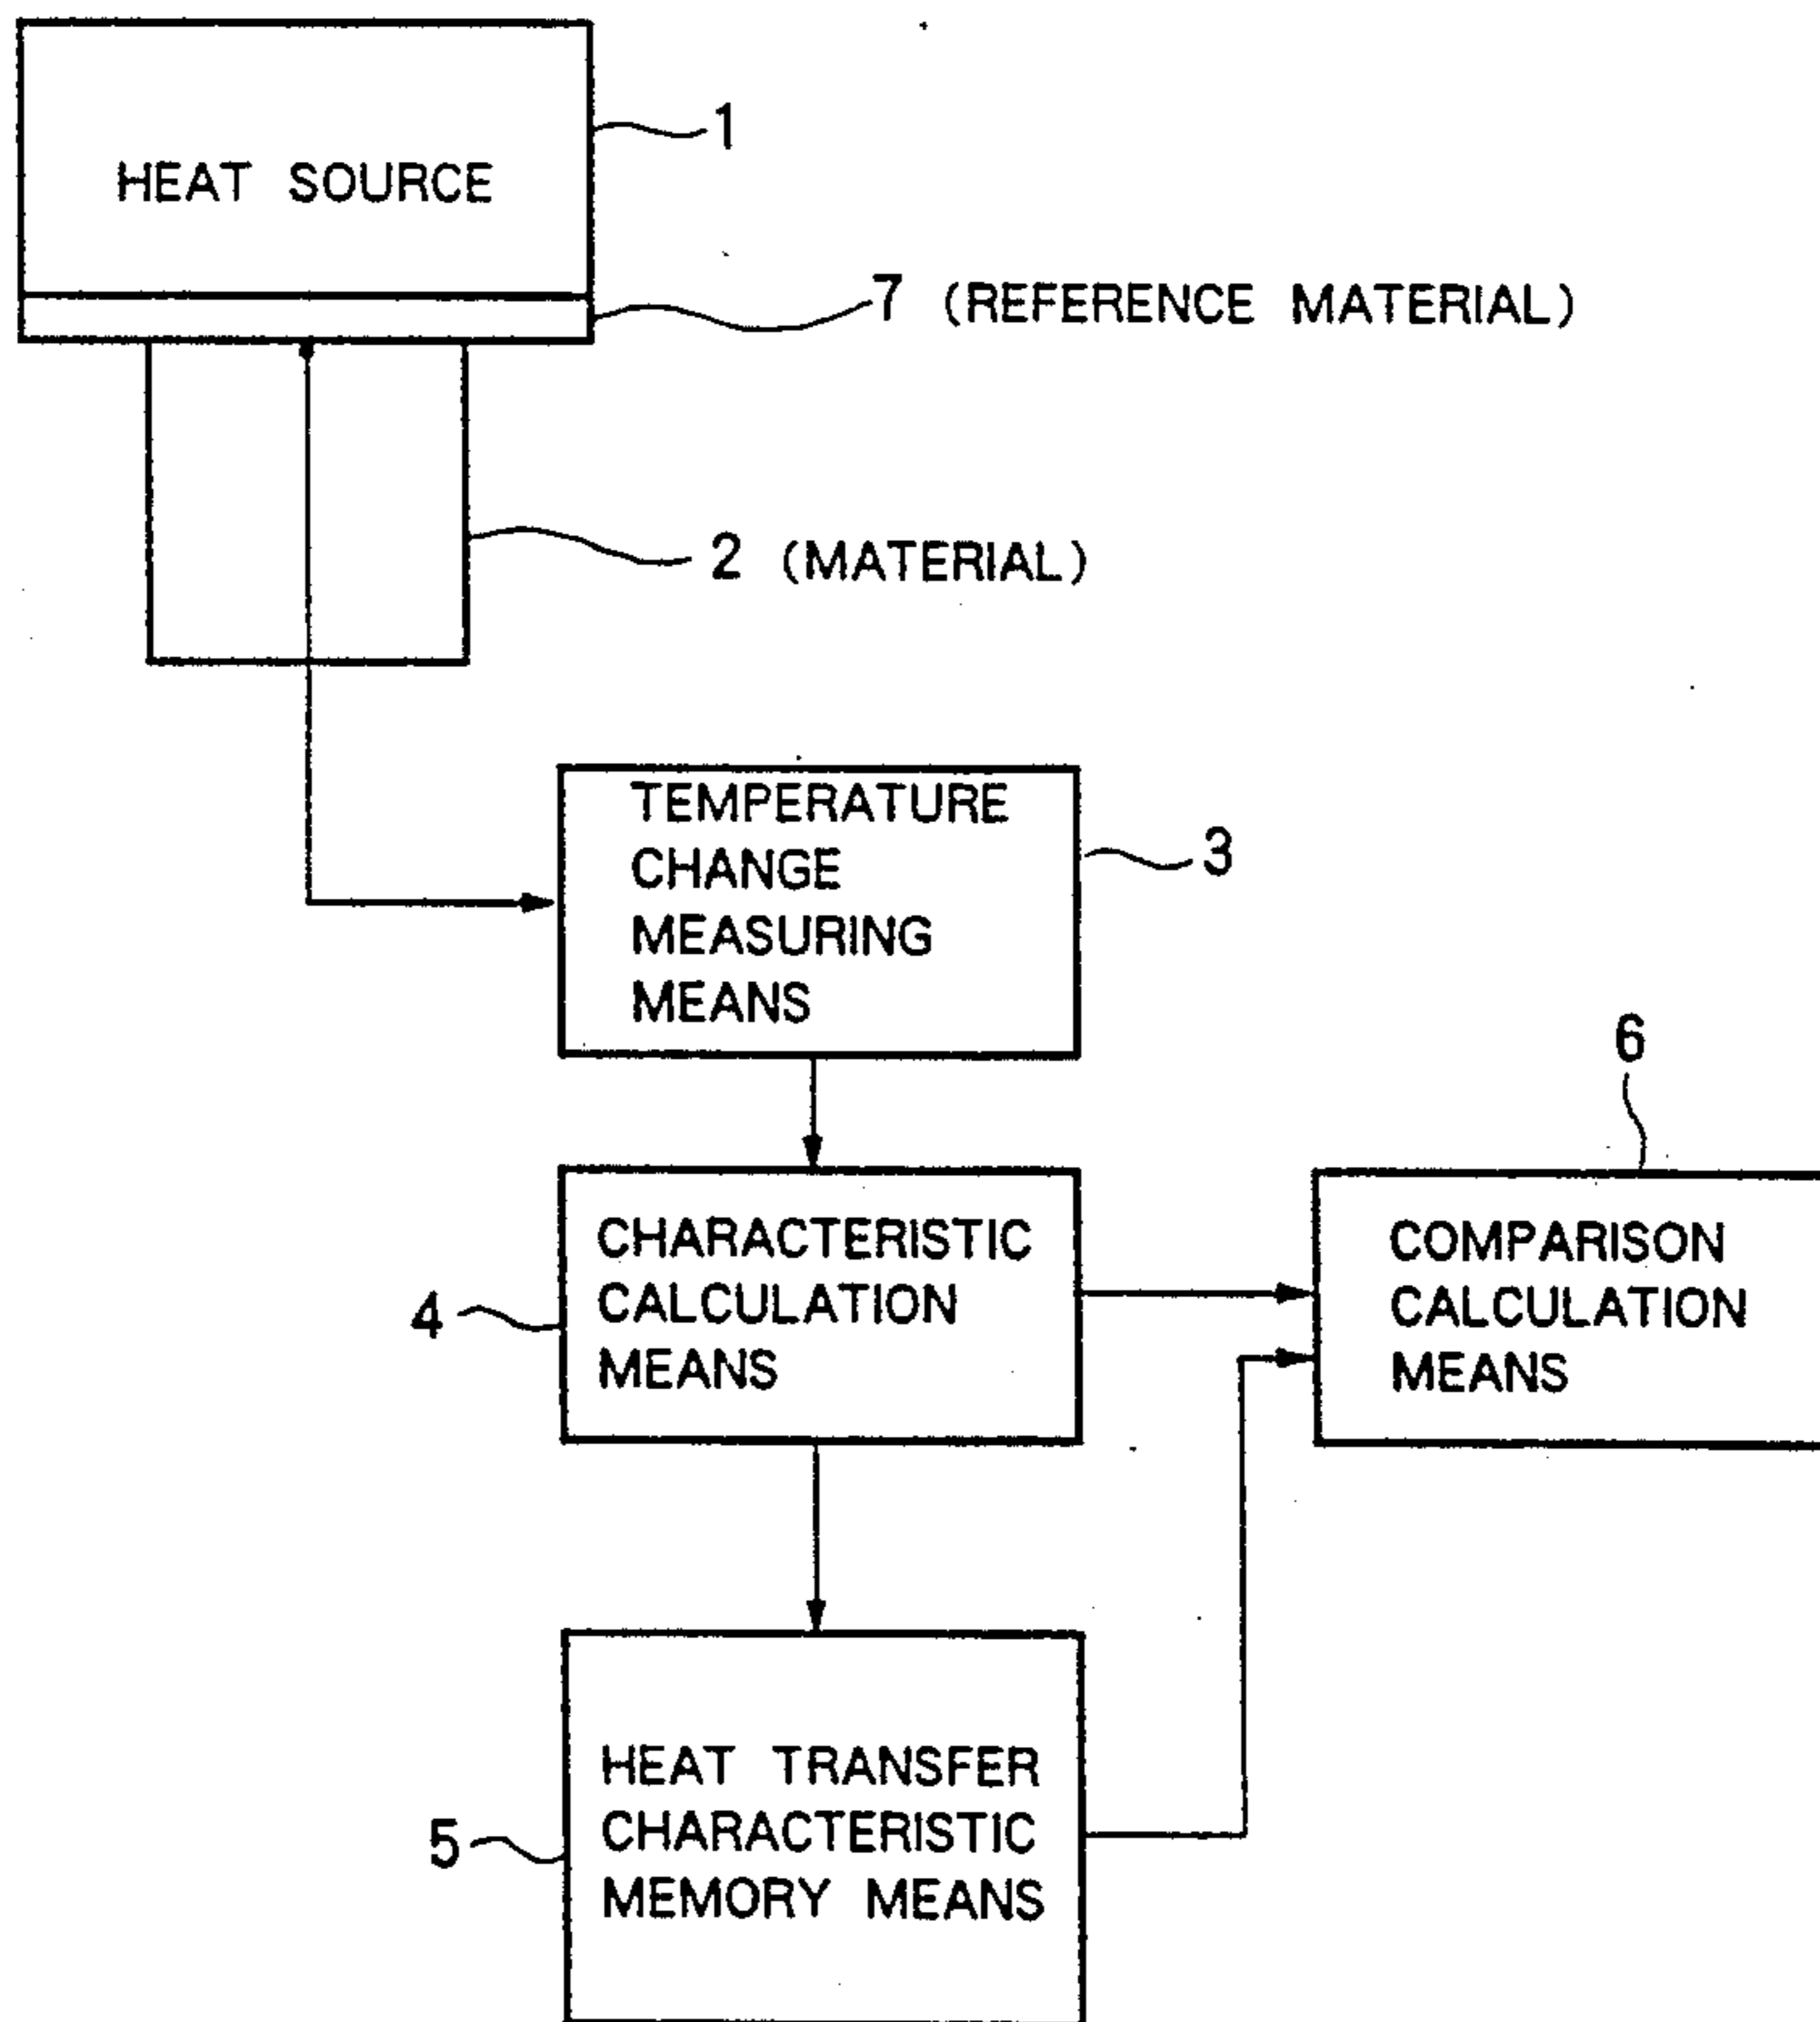 1
HEAT SOURCE
7 (REFERENCE MATERIAL)
2 (MATERIAL)
TEMPERATURE
CHANGE
MEASURING
MEANS
3
6
CHARACTERISTIC
CALCULATION
MEANS
4
COMPARISON
CALCULATION
MEANS
HEAT TRANSFER
CHARACTERISTIC
MEMORY MEANS
5